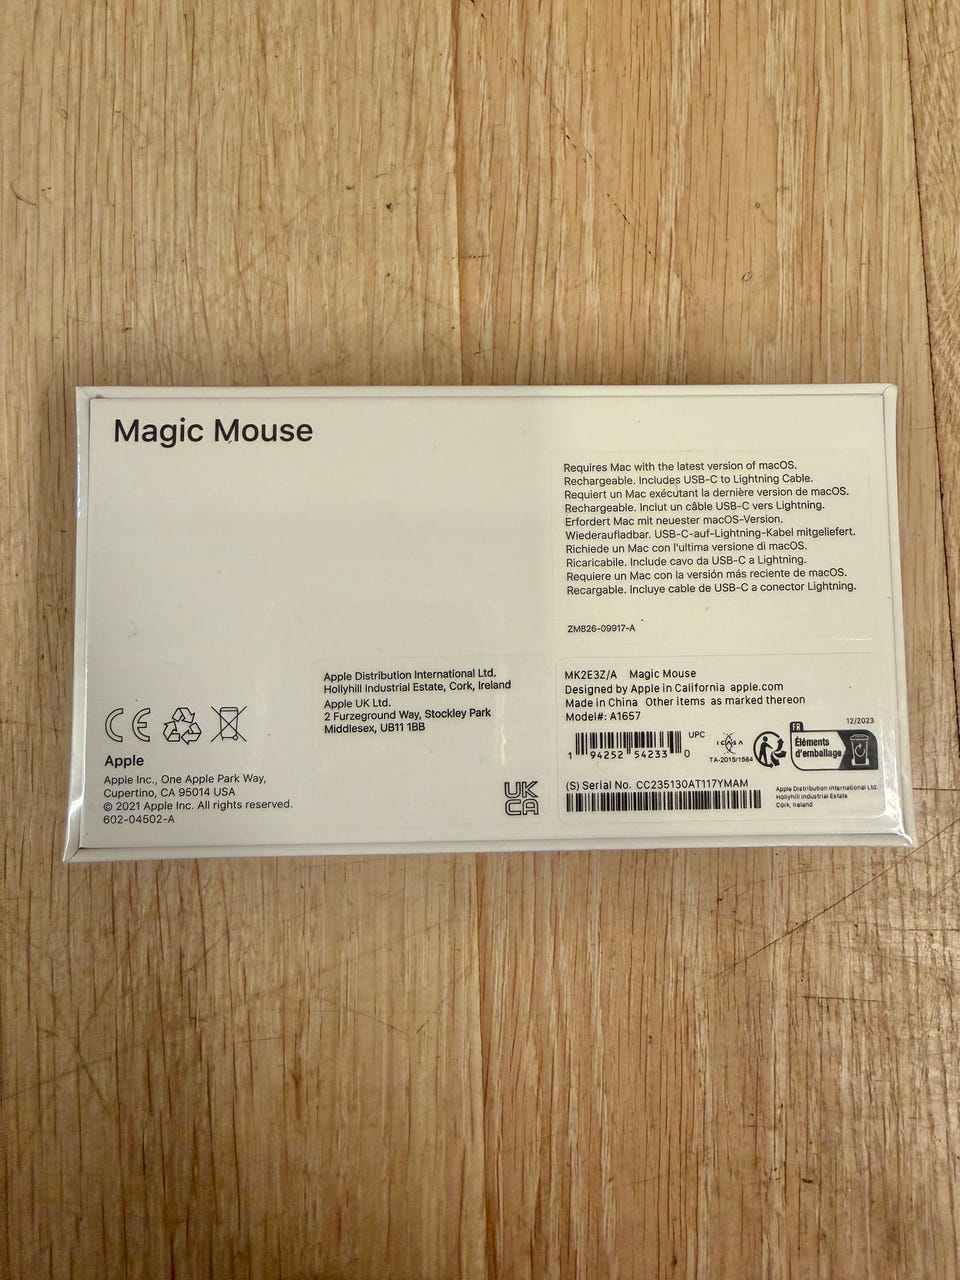 Magic Mouse
Requires Mac with the latest version of macOS.
Rechargeable. Includes USB-C to Lightning Cable.
Requiert un Mac exécutant la dernière version de macOS.
Rechargeable. Inclut un câble USB-C vers Lightning.
Erfordert Mac mit neuester macOS-Version.
Wiederaufladbar. USB-C-auf-Lightning-Kabel mitgeliefert.
Richiede un Mac con l'ultima versione di macOS.
Ricaricabile. Include cavo da USB-C a Lightning.
Requiere un Mac con la versión más reciente de macOS.
Recargable. Incluye cable de USB-C a conector Lightning.
ZM826-09917-A
CE
Apple
Apple Inc., One Apple Park Way,
Cupertino, CA 95014 USA
© 2021 Apple Inc. All rights reserved.
602-04502-A
Apple Distribution International Ltd.
Hollyhill Industrial Estate, Cork, Ireland
Apple UK Ltd.
2 Furzeground Way, Stockley Park
Middlesex, UB11 1BB
UK
CA
MK2E3Z/A Magic Mouse
Designed by Apple in California apple.com
Made in China Other items as marked thereon
Model#: A1657
12/2023
UPC
1 94252 54233 0
ICASA
TA-2015/1584
FR
Éléments
d'emballage
(S) Serial No. CC235130AT117YMAM
Apple Distribution International Ltd.
Hollyhill Industrial Estate
Cork, Ireland